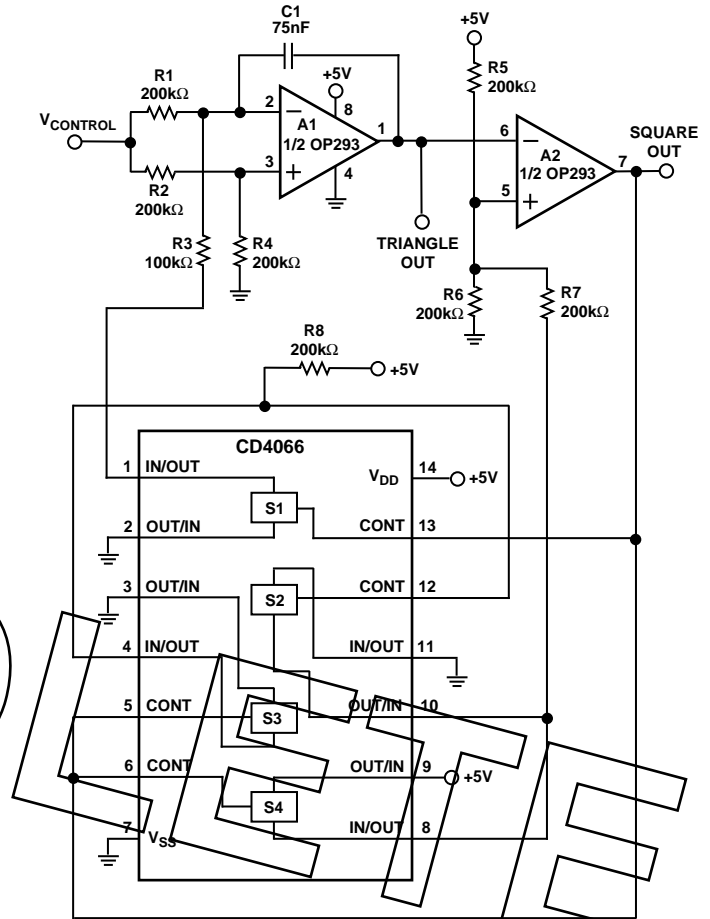 C1
75nF
+5V
+5V
R5
200kΩ
R1
200kΩ
VCONTROL
2
8
A1
1/2 OP293
1
3
4
R2
200kΩ
6
A2
1/2 OP293
7
5
SQUARE
OUT
TRIANGLE
OUT
R3
100kΩ
R4
200kΩ
R6
200kΩ
R7
200kΩ
R8
200kΩ
+5V
CD4066
1 IN/OUT
VDD 14
+5V
S1
2 OUT/IN
CONT 13
3 OUT/IN
S2
CONT 12
4 IN/OUT
IN/OUT 11
5 CONT
S3
OUT/IN 10
6 CONT
OUT/IN 9
+5V
S4
7 VSS
IN/OUT 8